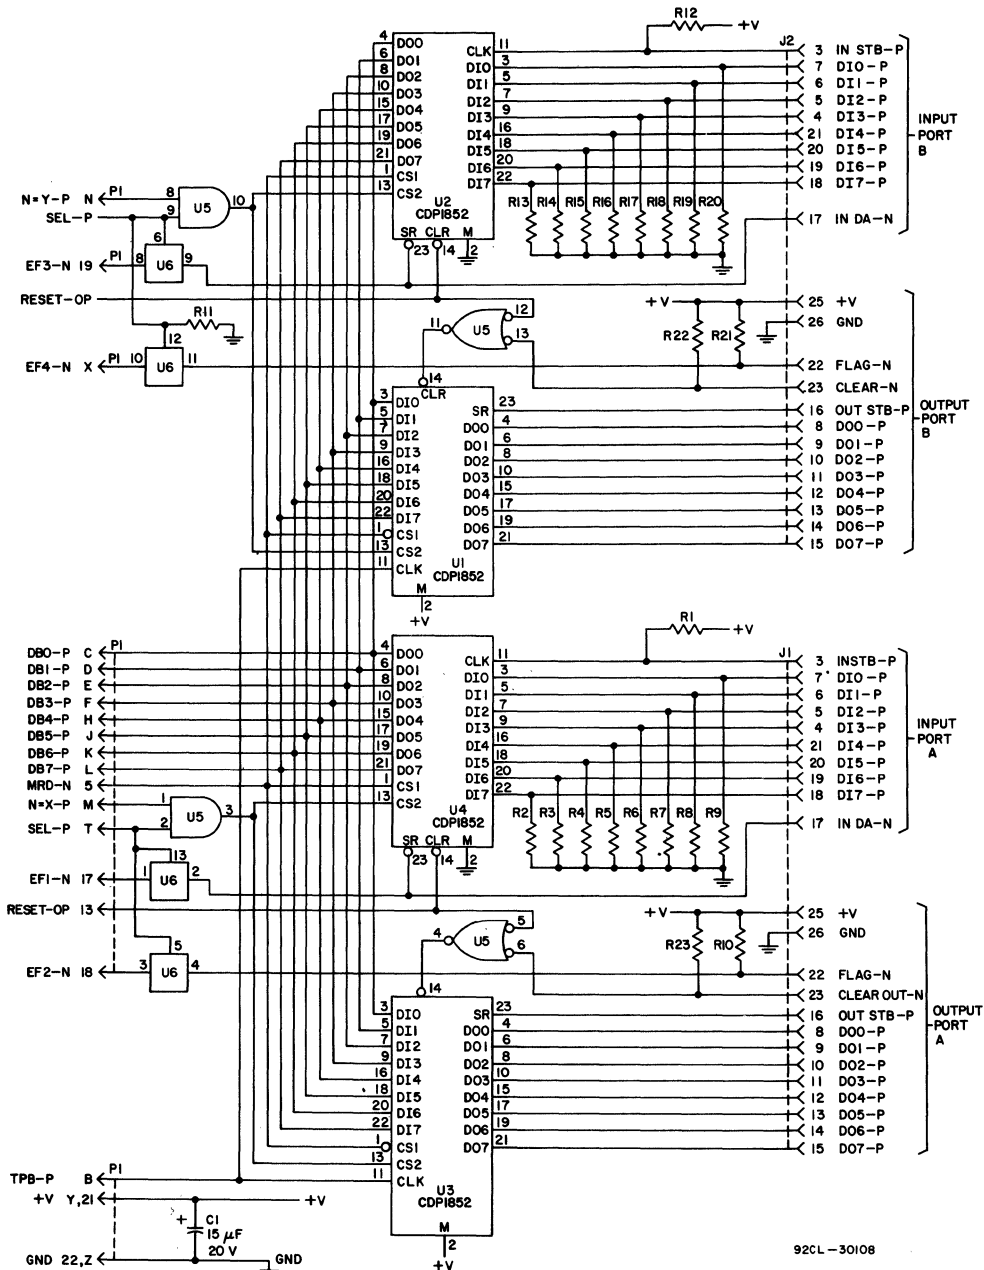 R12
+V
4 DO0
6 DO1
8 DO2
10 DO3
15 DO4
17 DO5
19 DO6
21 DO7
1 CS1
13 CS2
CLK 11
DI0 3
DI1 5
DI2 7
DI3 9
DI4 16
DI5 18
DI6 20
DI7 22
U2
CDP1852
SR CLR M
23 14 2
R13 R14 R15 R16 R17 R18 R19 R20
J2
3 IN STB-P
7 DI0-P
6 DI1-P
5 DI2-P
4 DI3-P
21 DI4-P
20 DI5-P
19 DI6-P
18 DI7-P
17 IN DA-N
INPUT
PORT
B
N=Y-P N P1 8
SEL-P 9
U5 10
6
EF3-N 19 P1 8 U6 9
RESET-OP
R11
12
EF4-N X P1 10 U6 11
11 U5 12
13
+V
R22 R21
25 +V
26 GND
22 FLAG-N
23 CLEAR-N
16 OUT STB-P
8 DO0-P
9 DO1-P
10 DO2-P
11 DO3-P
12 DO4-P
13 DO5-P
14 DO6-P
15 DO7-P
OUTPUT
PORT
B
14
CLR
3 DI0
5 DI1
7 DI2
9 DI3
16 DI4
18 DI5
20 DI6
22 DI7
1 CS1
13 CS2
11 CLK
SR 23
DO0 4
DO1 6
DO2 8
DO3 10
DO4 15
DO5 17
DO6 19
DO7 21
U1
CDP1852
M
2
+V
R1
+V
P1
DB0-P C
DB1-P D
DB2-P E
DB3-P F
DB4-P H
DB5-P J
DB6-P K
DB7-P L
MRD-N 5
N=X-P M 1
SEL-P T 2
U5 3
13
EF1-N 17 1 U6 2
RESET-OP 13
5
EF2-N 18 3 U6 4
4 DO0
6 DO1
8 DO2
10 DO3
15 DO4
17 DO5
19 DO6
21 DO7
1 CS1
13 CS2
CLK 11
DI0 3
DI1 5
DI2 7
DI3 9
DI4 16
DI5 18
DI6 20
DI7 22
U4
CDP1852
SR CLR M
23 14 2
R2 R3 R4 R5 R6 R7 R8 R9
J1
3 INSTB-P
7 DI0-P
6 DI1-P
5 DI2-P
4 DI3-P
21 DI4-P
20 DI5-P
19 DI6-P
18 DI7-P
17 IN DA-N
INPUT
PORT
A
4 U5 5
6
+V
R23 R10
25 +V
26 GND
22 FLAG-N
23 CLEAR OUT-N
16 OUT STB-P
8 DO0-P
9 DO1-P
10 DO2-P
11 DO3-P
12 DO4-P
13 DO5-P
14 DO6-P
15 DO7-P
OUTPUT
PORT
A
14
3 DI0
5 DI1
7 DI2
9 DI3
16 DI4
18 DI5
20 DI6
22 DI7
1 CS1
13 CS2
11 CLK
SR 23
DO0 4
DO1 6
DO2 8
DO3 10
DO4 15
DO5 17
DO6 19
DO7 21
U3
CDP1852
M
2
+V
TPB-P B P1
+V Y,21 +V
+ C1
15 µF
20 V
GND 22,Z GND
92CL-30108